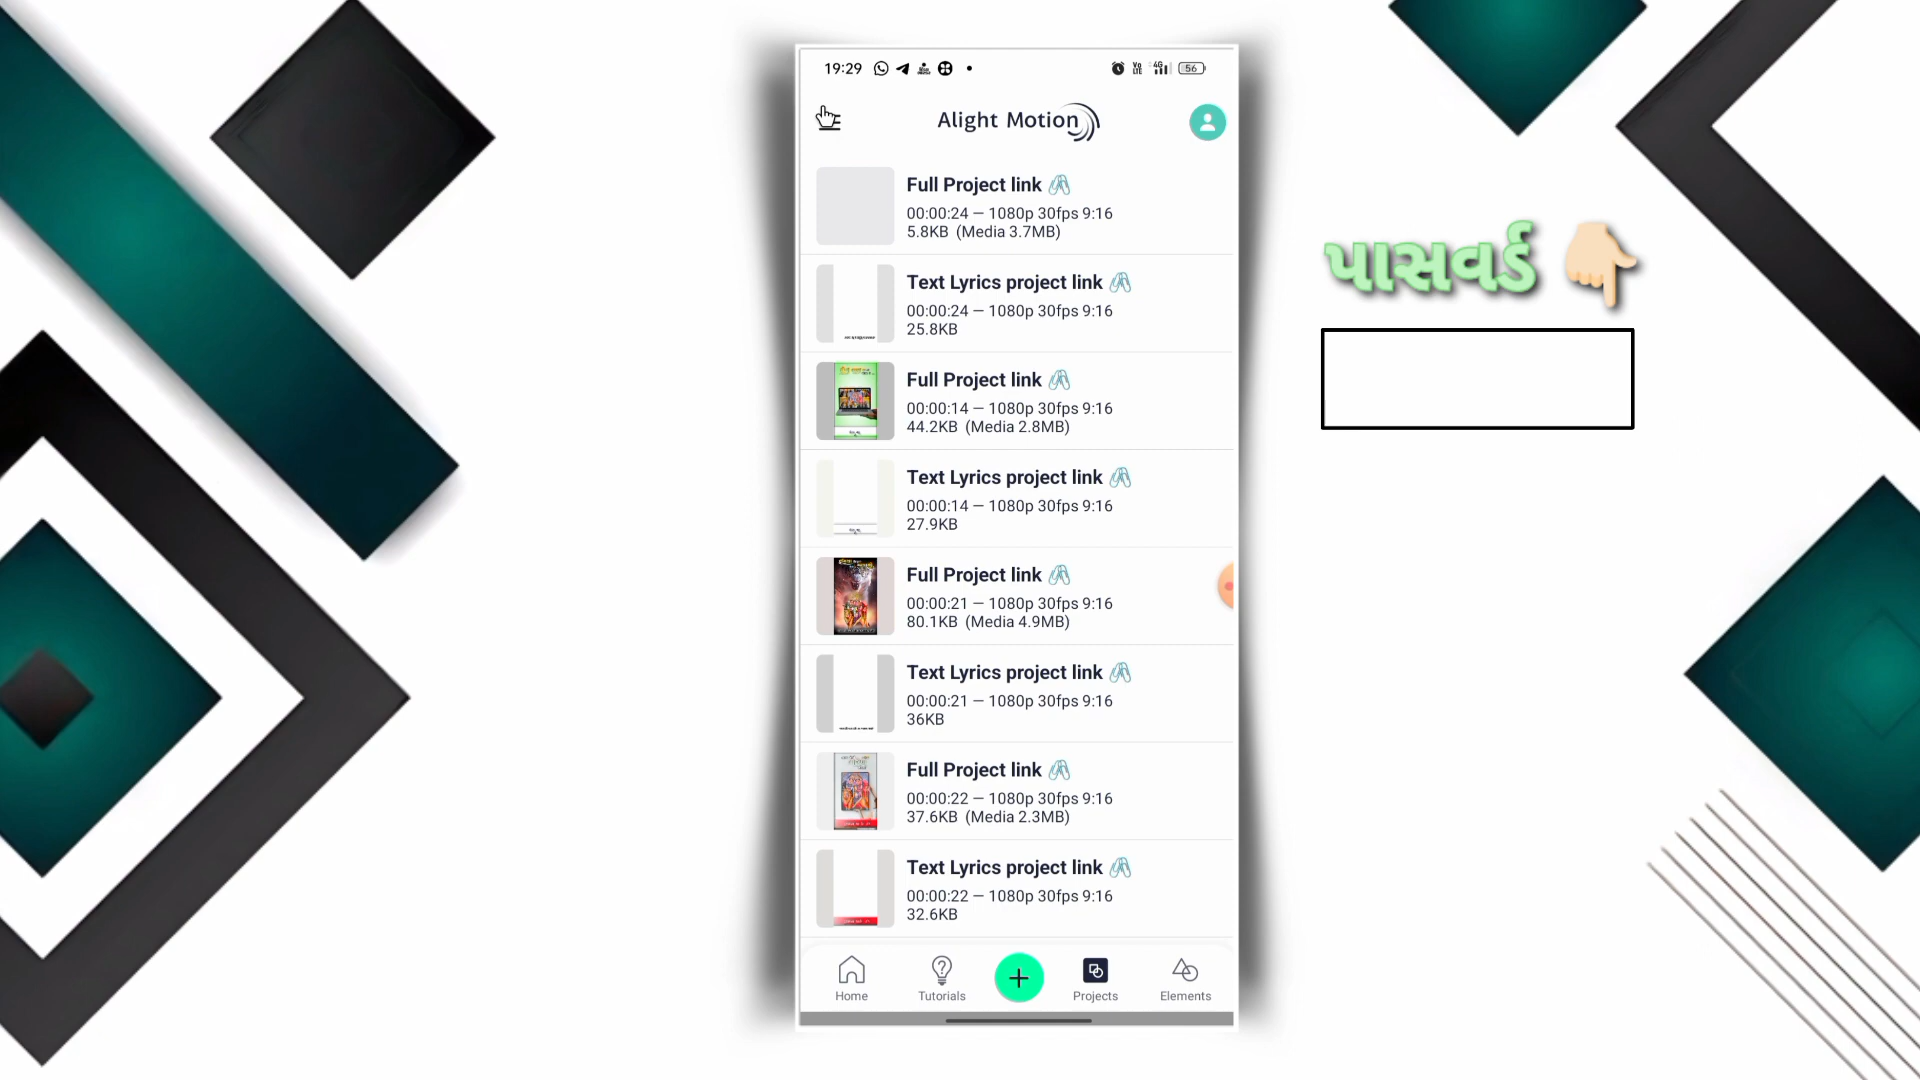 19:29
56
Alight Motion
Full Project link
00:00:24 — 1080p 30fps 9:16
5.8KB (Media 3.7MB)
Text Lyrics project link
00:00:24 — 1080p 30fps 9:16
25.8KB
Full Project link
00:00:14 — 1080p 30fps 9:16
44.2KB (Media 2.8MB)
Text Lyrics project link
00:00:14 — 1080p 30fps 9:16
27.9KB
Full Project link
00:00:21 — 1080p 30fps 9:16
80.1KB (Media 4.9MB)
Text Lyrics project link
00:00:21 — 1080p 30fps 9:16
36KB
Full Project link
00:00:22 — 1080p 30fps 9:16
37.6KB (Media 2.3MB)
Text Lyrics project link
00:00:22 — 1080p 30fps 9:16
32.6KB
Home Tutorials Projects Elements
પાસવર્ડ